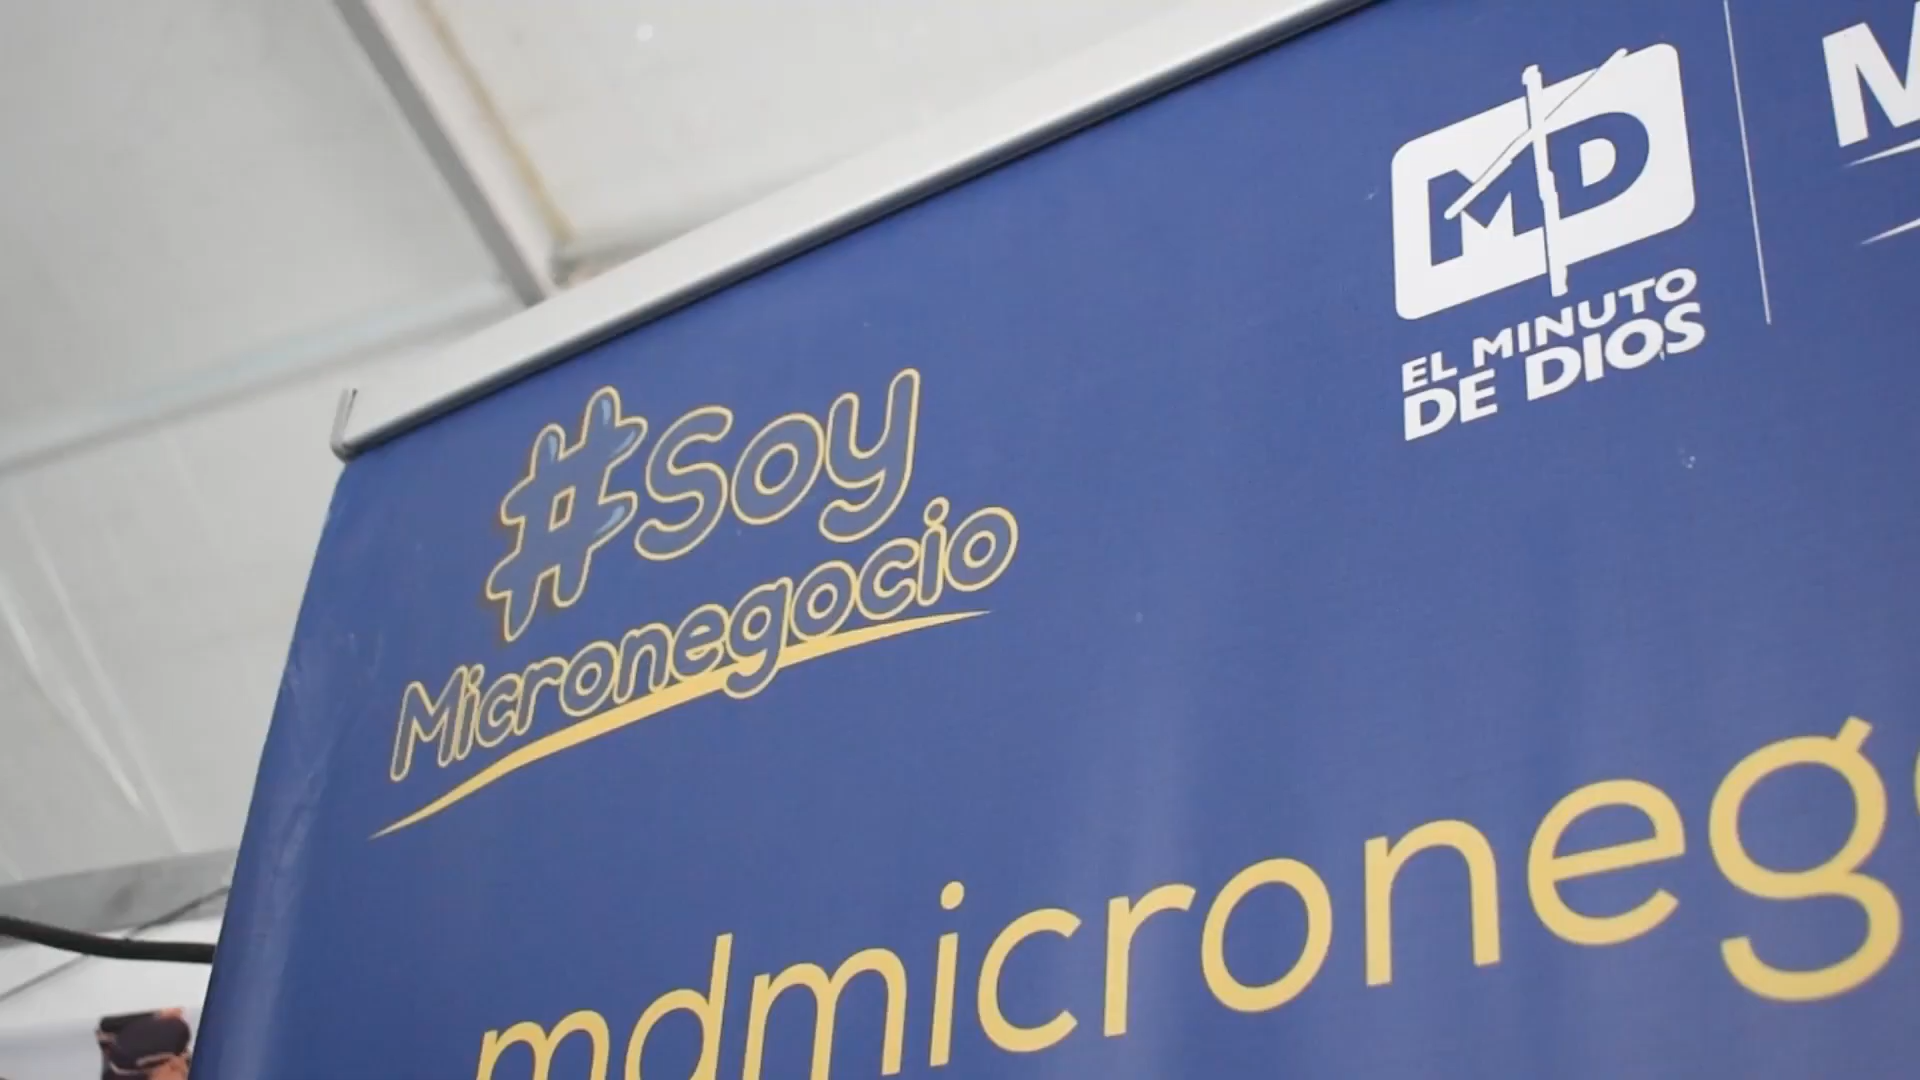 #Soy
Micronegocio
MD
EL MINUTO
DE DIOS
mdmicroneg